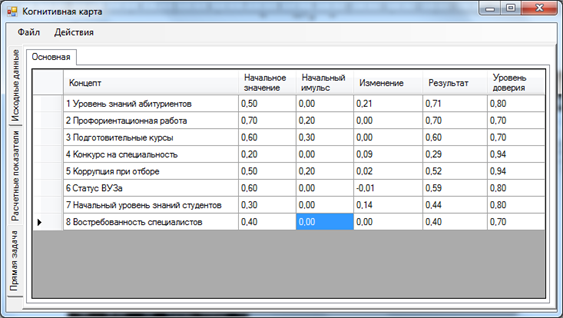 Когнитивная карта
Файл Действия
Исходные данные
Расчетные показатели
Прямая задача
Основная
Концепт Начальное значение Начальный имульс Изменение Результат Уровень доверия
1 Уровень знаний абитуриентов 0,50 0,00 0,21 0,71 0,80
2 Профориентационная работа 0,70 0,20 0,00 0,70 0,70
3 Подготовительные курсы 0,60 0,30 0,00 0,60 0,70
4 Конкурс на специальность 0,20 0,00 0,09 0,29 0,94
5 Коррупция при отборе 0,50 0,20 0,02 0,52 0,94
6 Статус ВУЗа 0,60 0,00 -0,01 0,59 0,80
7 Начальный уровень знаний студентов 0,30 0,00 0,14 0,44 0,80
8 Востребованность специалистов 0,40 0,00 0,00 0,40 0,70